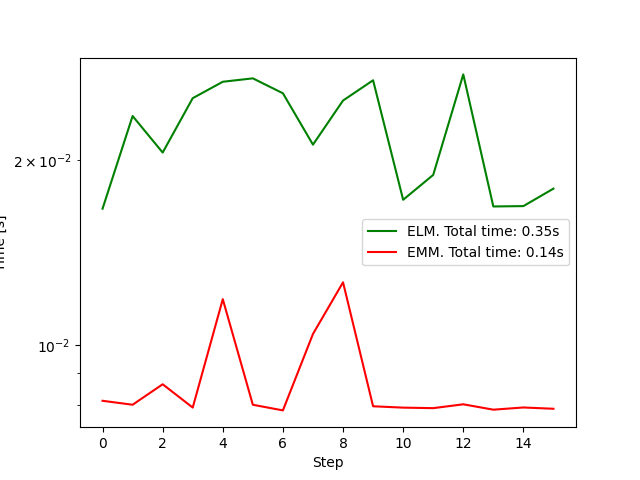 2 × 10⁻²
10⁻²
Time [s]
ELM. Total time: 0.35s
EMM. Total time: 0.14s
0 2 4 6 8 10 12 14
Step